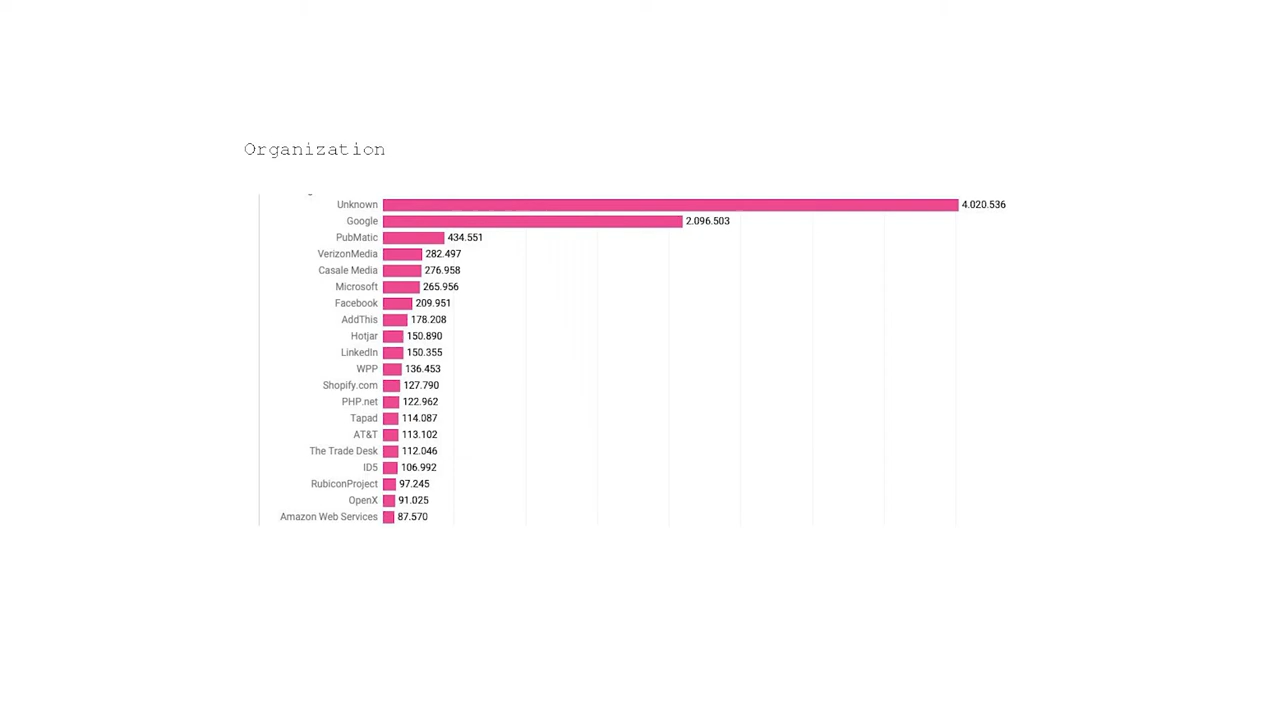 Organization
Unknown 4.020.536
Google 2.096.503
PubMatic 434.551
VerizonMedia 282.497
Casale Media 276.958
Microsoft 265.956
Facebook 209.951
AddThis 178.208
Hotjar 150.890
LinkedIn 150.355
WPP 136.453
Shopify.com 127.790
PHP.net 122.962
Tapad 114.087
AT&T 113.102
The Trade Desk 112.046
ID5 106.992
RubiconProject 97.245
OpenX 91.025
Amazon Web Services 87.570